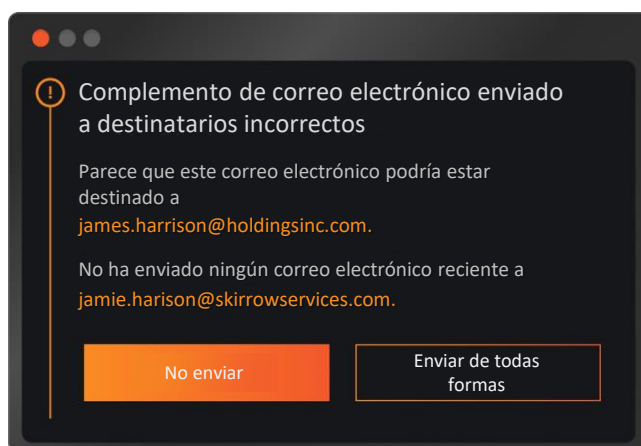 Complemento de correo electrónico enviado
a destinatarios incorrectos
Parece que este correo electrónico podría estar
destinado a
james.harrison@holdingsinc.com.
No ha enviado ningún correo electrónico reciente a
jamie.harison@skirrowservices.com.
No enviar
Enviar de todas
formas